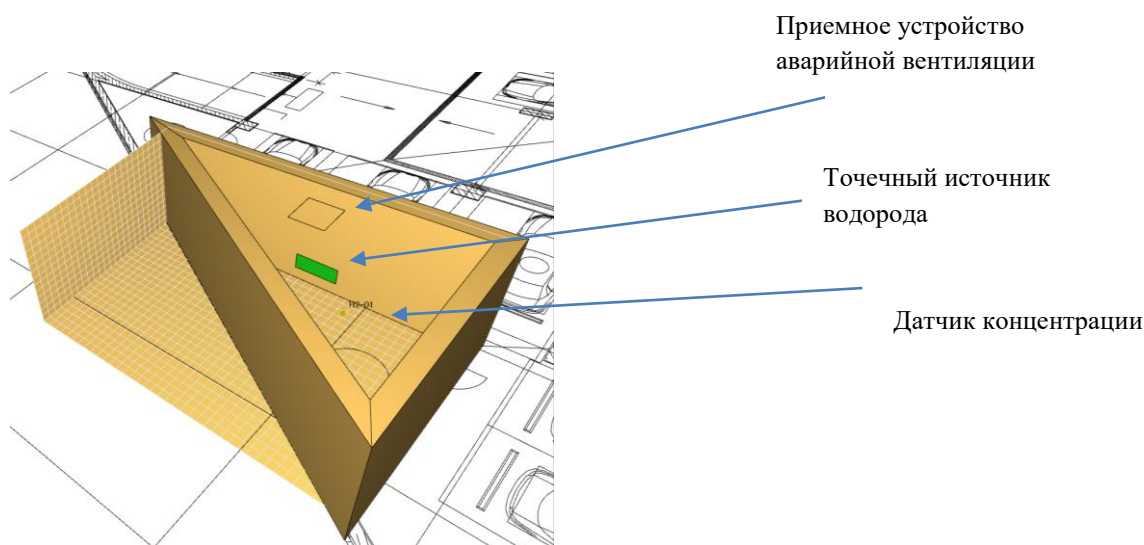 Приемное устройство
аварийной вентиляции
Точечный источник
водорода
H2-01
Датчик концентрации